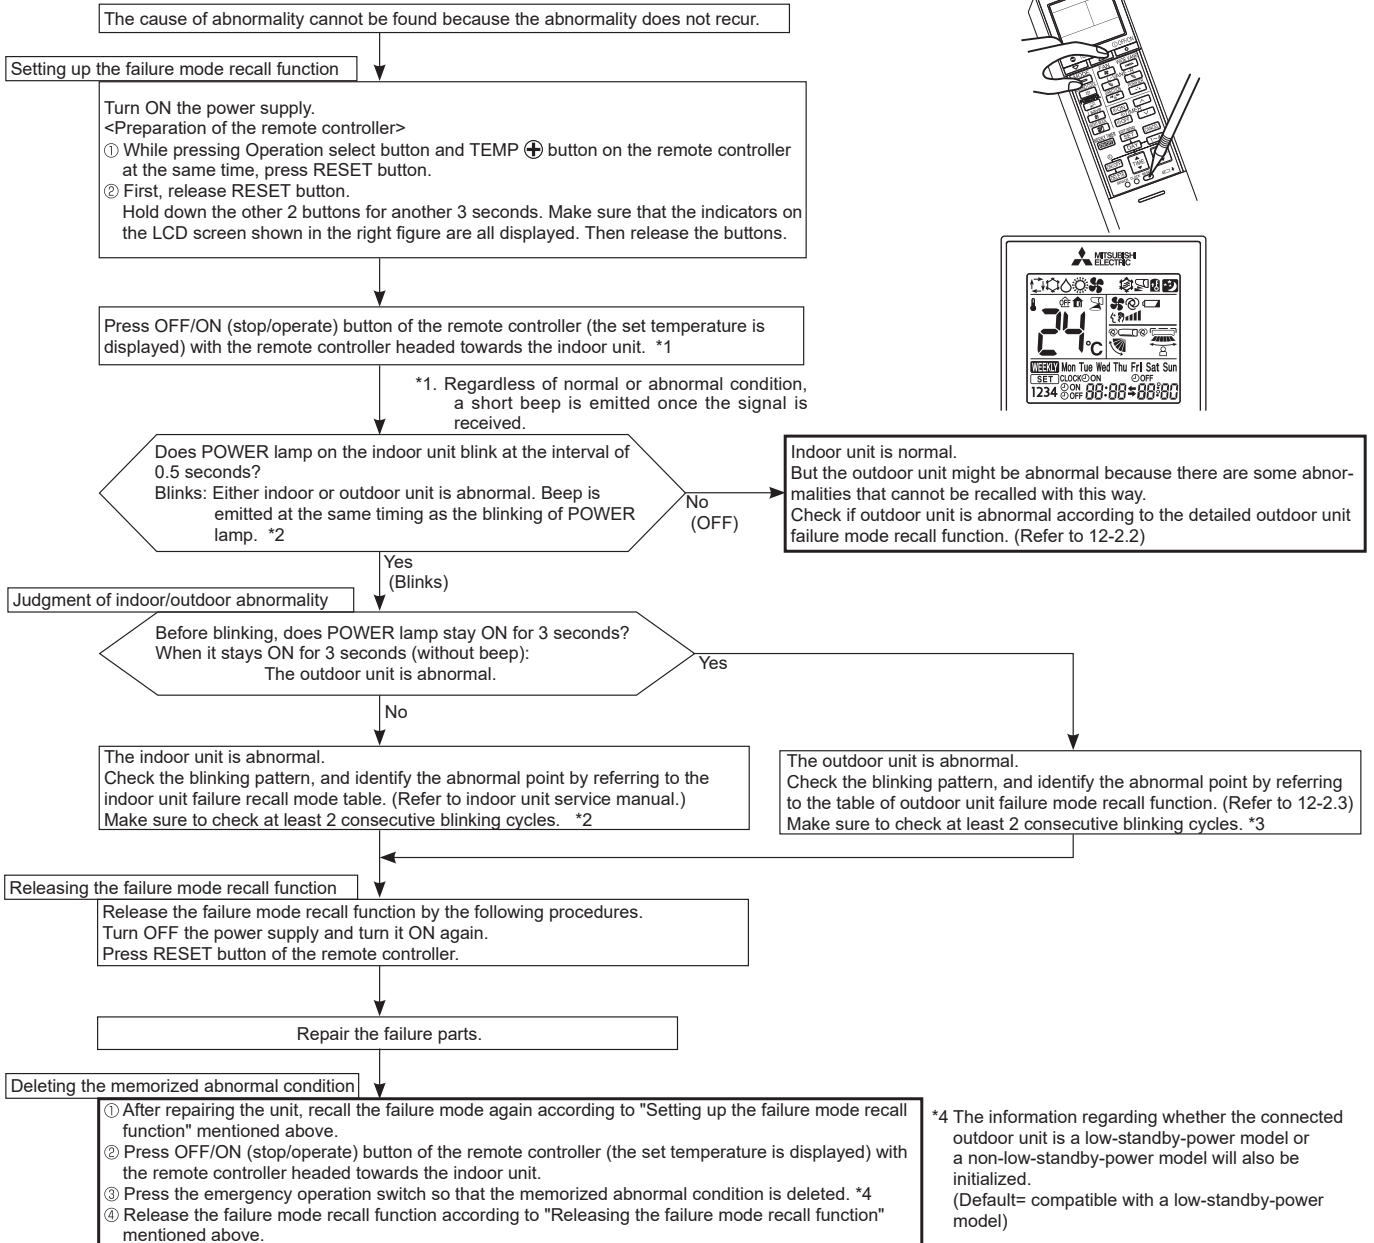 The cause of abnormality cannot be found because the abnormality does not recur.
Setting up the failure mode recall function
Turn ON the power supply.
<Preparation of the remote controller>
① While pressing Operation select button and TEMP ⊕ button on the remote controller
at the same time, press RESET button.
② First, release RESET button.
Hold down the other 2 buttons for another 3 seconds. Make sure that the indicators on
the LCD screen shown in the right figure are all displayed. Then release the buttons.
MITSUBISHI
ELECTRIC
24°C
WEEKLY Mon Tue Wed Thu Fri Sat Sun
SET CLOCK ON OFF
1234 ON OFF 88:88 88:80
Press OFF/ON (stop/operate) button of the remote controller (the set temperature is
displayed) with the remote controller headed towards the indoor unit. *1
*1. Regardless of normal or abnormal condition,
a short beep is emitted once the signal is
received.
Does POWER lamp on the indoor unit blink at the interval of
0.5 seconds?
Blinks: Either indoor or outdoor unit is abnormal. Beep is
emitted at the same timing as the blinking of POWER
lamp. *2
No
(OFF)
Indoor unit is normal.
But the outdoor unit might be abnormal because there are some abnor-
malities that cannot be recalled with this way.
Check if outdoor unit is abnormal according to the detailed outdoor unit
failure mode recall function. (Refer to 12-2.2)
Yes
(Blinks)
Judgment of indoor/outdoor abnormality
Before blinking, does POWER lamp stay ON for 3 seconds?
When it stays ON for 3 seconds (without beep):
The outdoor unit is abnormal.
Yes
No
The indoor unit is abnormal.
Check the blinking pattern, and identify the abnormal point by referring to the
indoor unit failure recall mode table. (Refer to indoor unit service manual.)
Make sure to check at least 2 consecutive blinking cycles. *2
The outdoor unit is abnormal.
Check the blinking pattern, and identify the abnormal point by referring
to the table of outdoor unit failure mode recall function. (Refer to 12-2.3)
Make sure to check at least 2 consecutive blinking cycles. *3
Releasing the failure mode recall function
Release the failure mode recall function by the following procedures.
Turn OFF the power supply and turn it ON again.
Press RESET button of the remote controller.
Repair the failure parts.
Deleting the memorized abnormal condition
① After repairing the unit, recall the failure mode again according to "Setting up the failure mode recall
function" mentioned above.
② Press OFF/ON (stop/operate) button of the remote controller (the set temperature is displayed) with
the remote controller headed towards the indoor unit.
③ Press the emergency operation switch so that the memorized abnormal condition is deleted. *4
④ Release the failure mode recall function according to "Releasing the failure mode recall function"
mentioned above.
*4 The information regarding whether the connected
outdoor unit is a low-standby-power model or
a non-low-standby-power model will also be
initialized.
(Default= compatible with a low-standby-power
model)